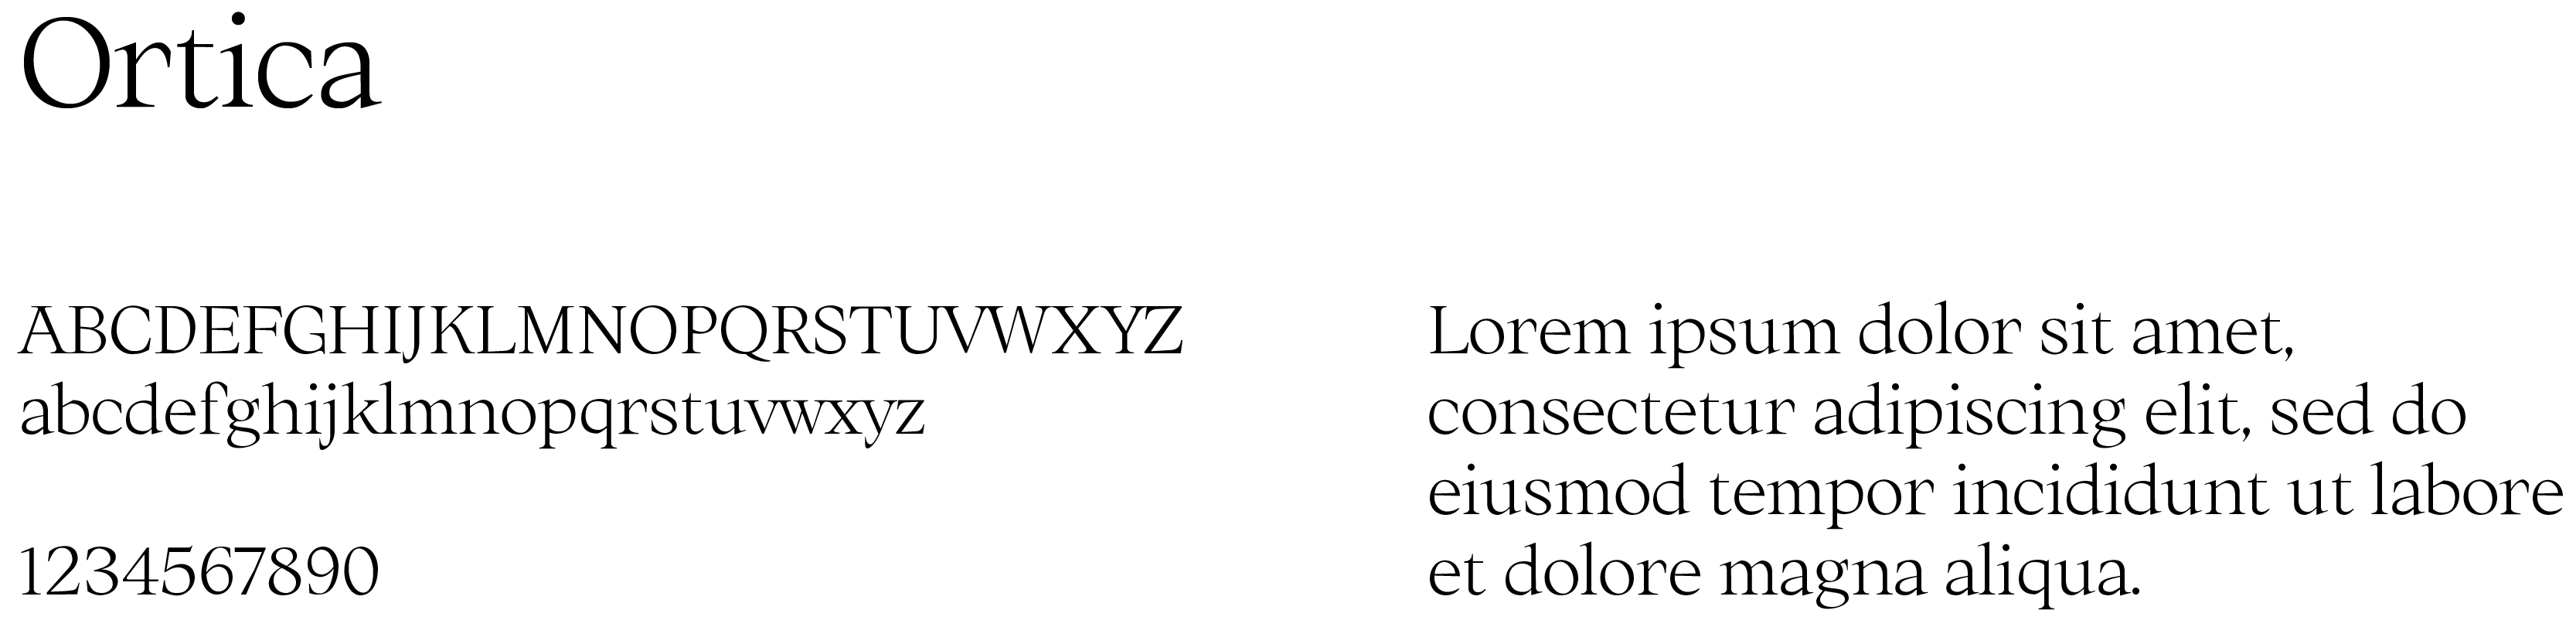 Ortica
ABCDEFGHIJKLMNOPQRSTUVWXYZ
abcdefghijklmnopqrstuvwxyz
1234567890
Lorem ipsum dolor sit amet,
consectetur adipiscing elit, sed do
eiusmod tempor incididunt ut labore
et dolore magna aliqua.